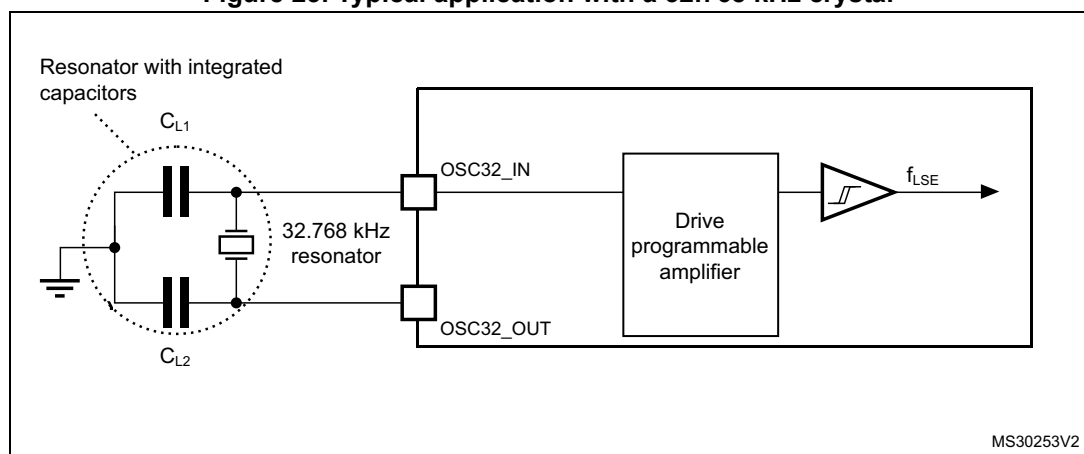 Resonator with integrated
capacitors
CL1
OSC32_IN
fLSE
32.768 kHz
resonator
Drive
programmable
amplifier
OSC32_OUT
CL2
MS30253V2